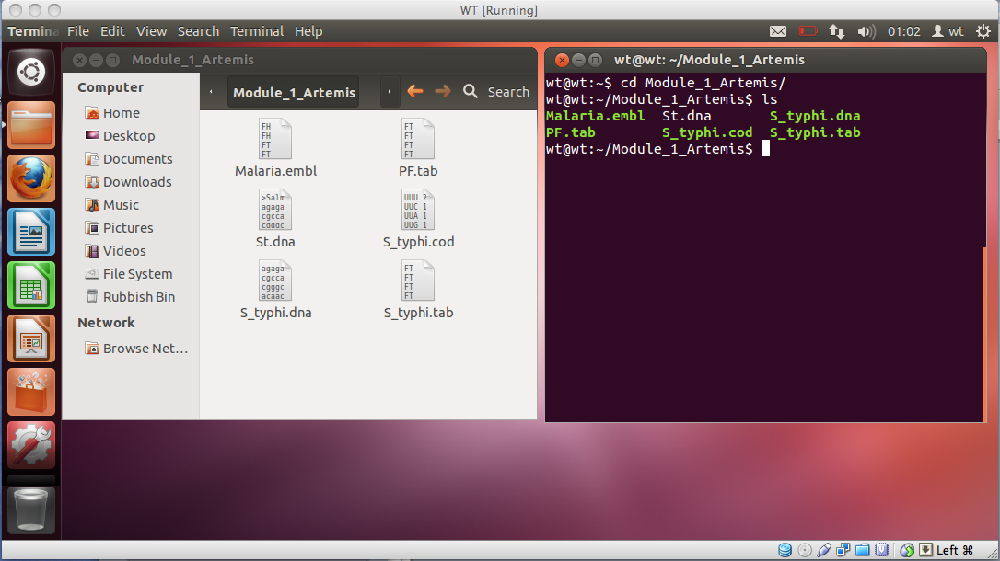 WT [Running]
Termina File Edit View Search Terminal Help
01:02 wt
Module_1_Artemis
Computer
Home
Desktop
Documents
Downloads
Music
Pictures
Videos
File System
Rubbish Bin
Network
Browse Net…
Module_1_Artemis Search
FH
FH
FT
FT
Malaria.embl
FT
FT
FT
FT
PF.tab
>Salm
agaga
cgcca
cgggc
St.dna
UUU 2
UUC 1
UUA 1
UUG 1
S_typhi.cod
agaga
cgcca
cgggc
acaac
S_typhi.dna
FT
FT
FT
FT
S_typhi.tab
wt@wt: ~/Module_1_Artemis
wt@wt:~$ cd Module_1_Artemis/
wt@wt:~/Module_1_Artemis$ ls
Malaria.embl St.dna S_typhi.dna
PF.tab S_typhi.cod S_typhi.tab
wt@wt:~/Module_1_Artemis$
Left ⌘